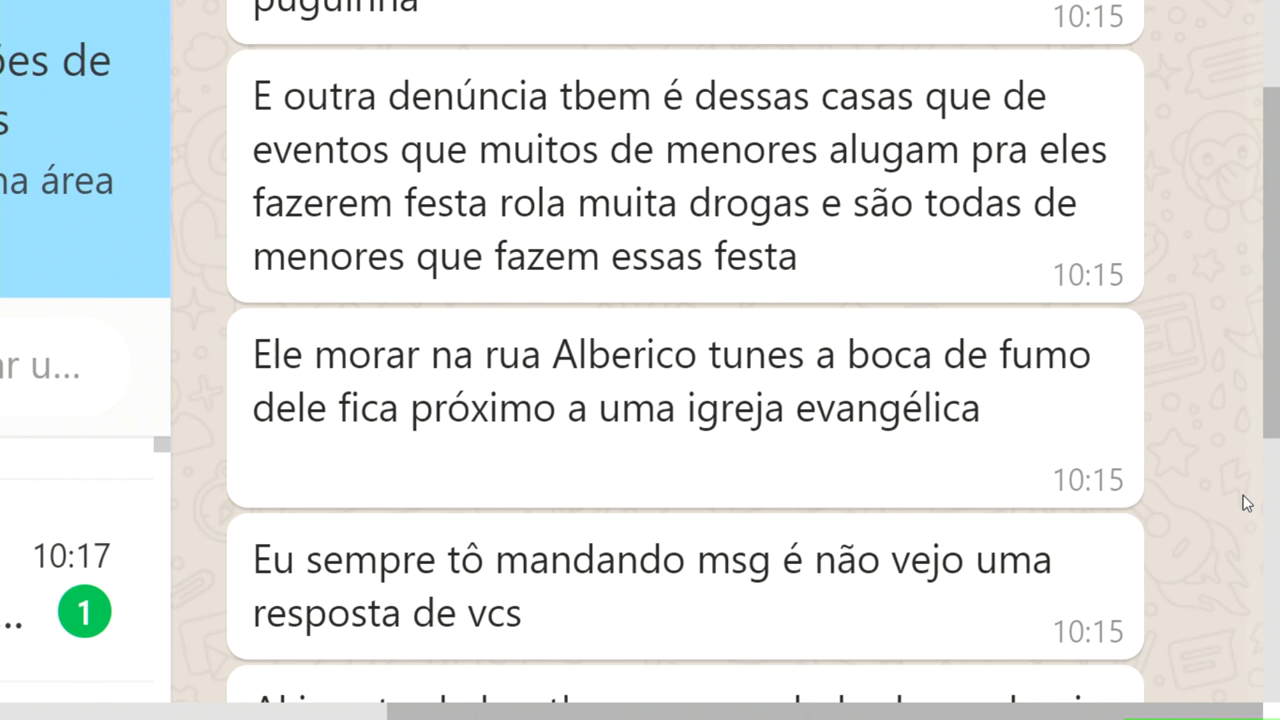 puguinha
10:15
ões de
s
na área
E outra denúncia tbem é dessas casas que de
eventos que muitos de menores alugam pra eles
fazerem festa rola muita drogas e são todas de
menores que fazem essas festa
10:15
ar u...
Ele morar na rua Alberico tunes a boca de fumo
dele fica próximo a uma igreja evangélica
10:15
10:17
... 1
Eu sempre tô mandando msg é não vejo uma
resposta de vcs
10:15